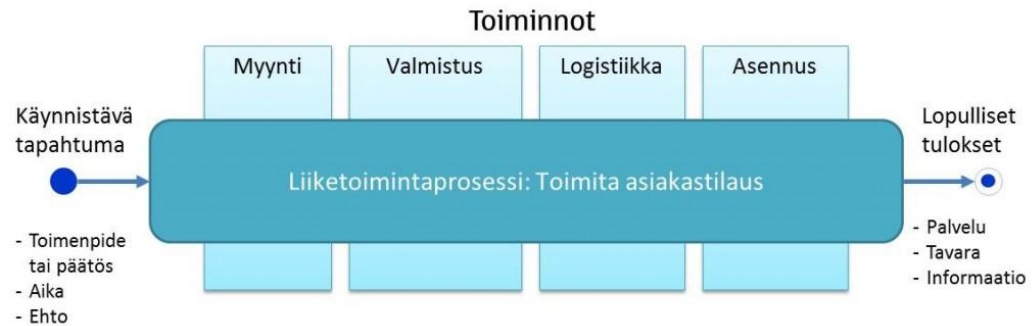 Toiminnot
Myynti
Valmistus
Logistiikka
Asennus
Käynnistävä
tapahtuma
Liiketoimintaprosessi: Toimita asiakastilaus
Lopulliset
tulokset
- Toimenpide
tai päätös
- Aika
- Ehto
- Palvelu
- Tavara
- Informaatio